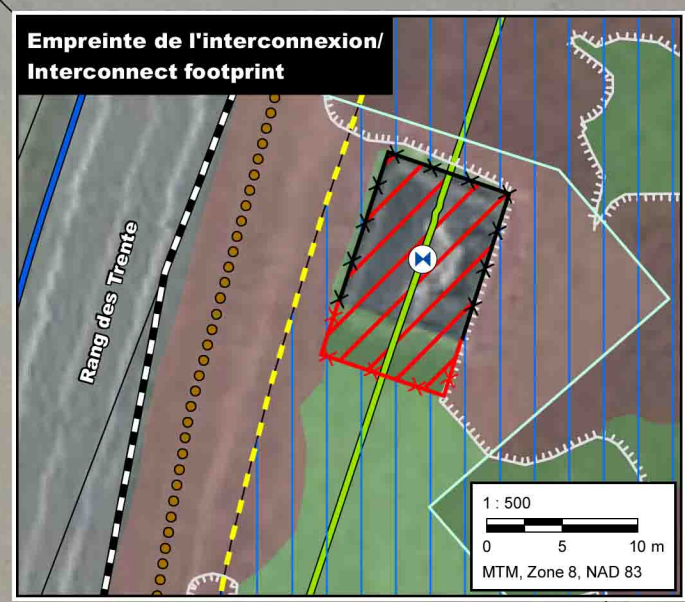 Empreinte de l'interconnexion/
Interconnect footprint
Rang des Trente
1 : 500
0 5 10 m
MTM, Zone 8, NAD 83